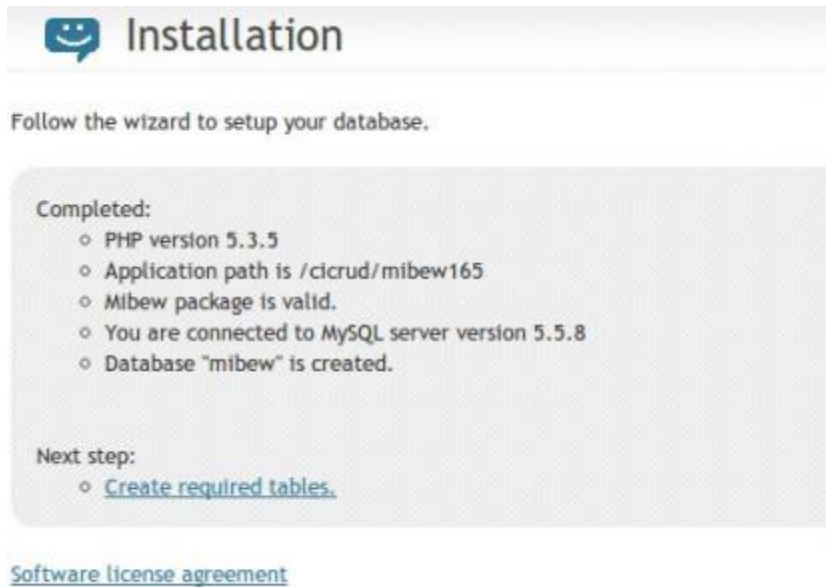 Installation
Follow the wizard to setup your database.
Completed:
PHP version 5.3.5
Application path is /cicrud/mibew165
Mibew package is valid.
You are connected to MySQL server version 5.5.8
Database "mibew" is created.
Next step:
Create required tables.
Software license agreement